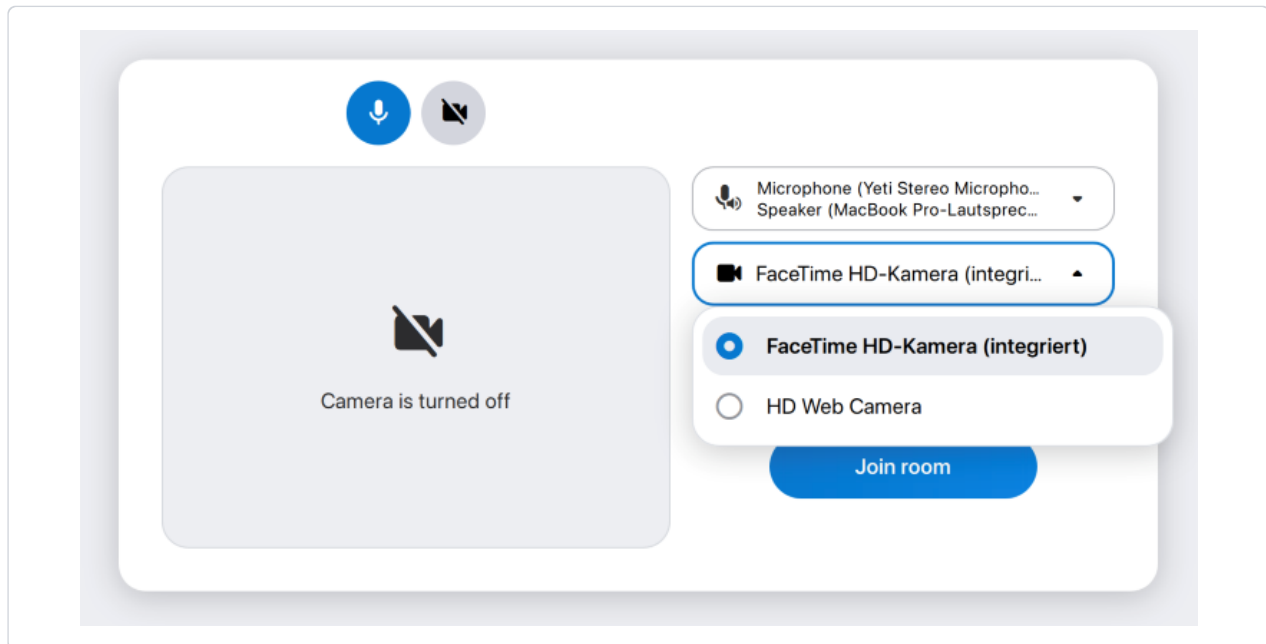 Microphone (Yeti Stereo Micropho...
Speaker (MacBook Pro-Lautsprec...
FaceTime HD-Kamera (integri...
FaceTime HD-Kamera (integriert)
HD Web Camera
Camera is turned off
Join room